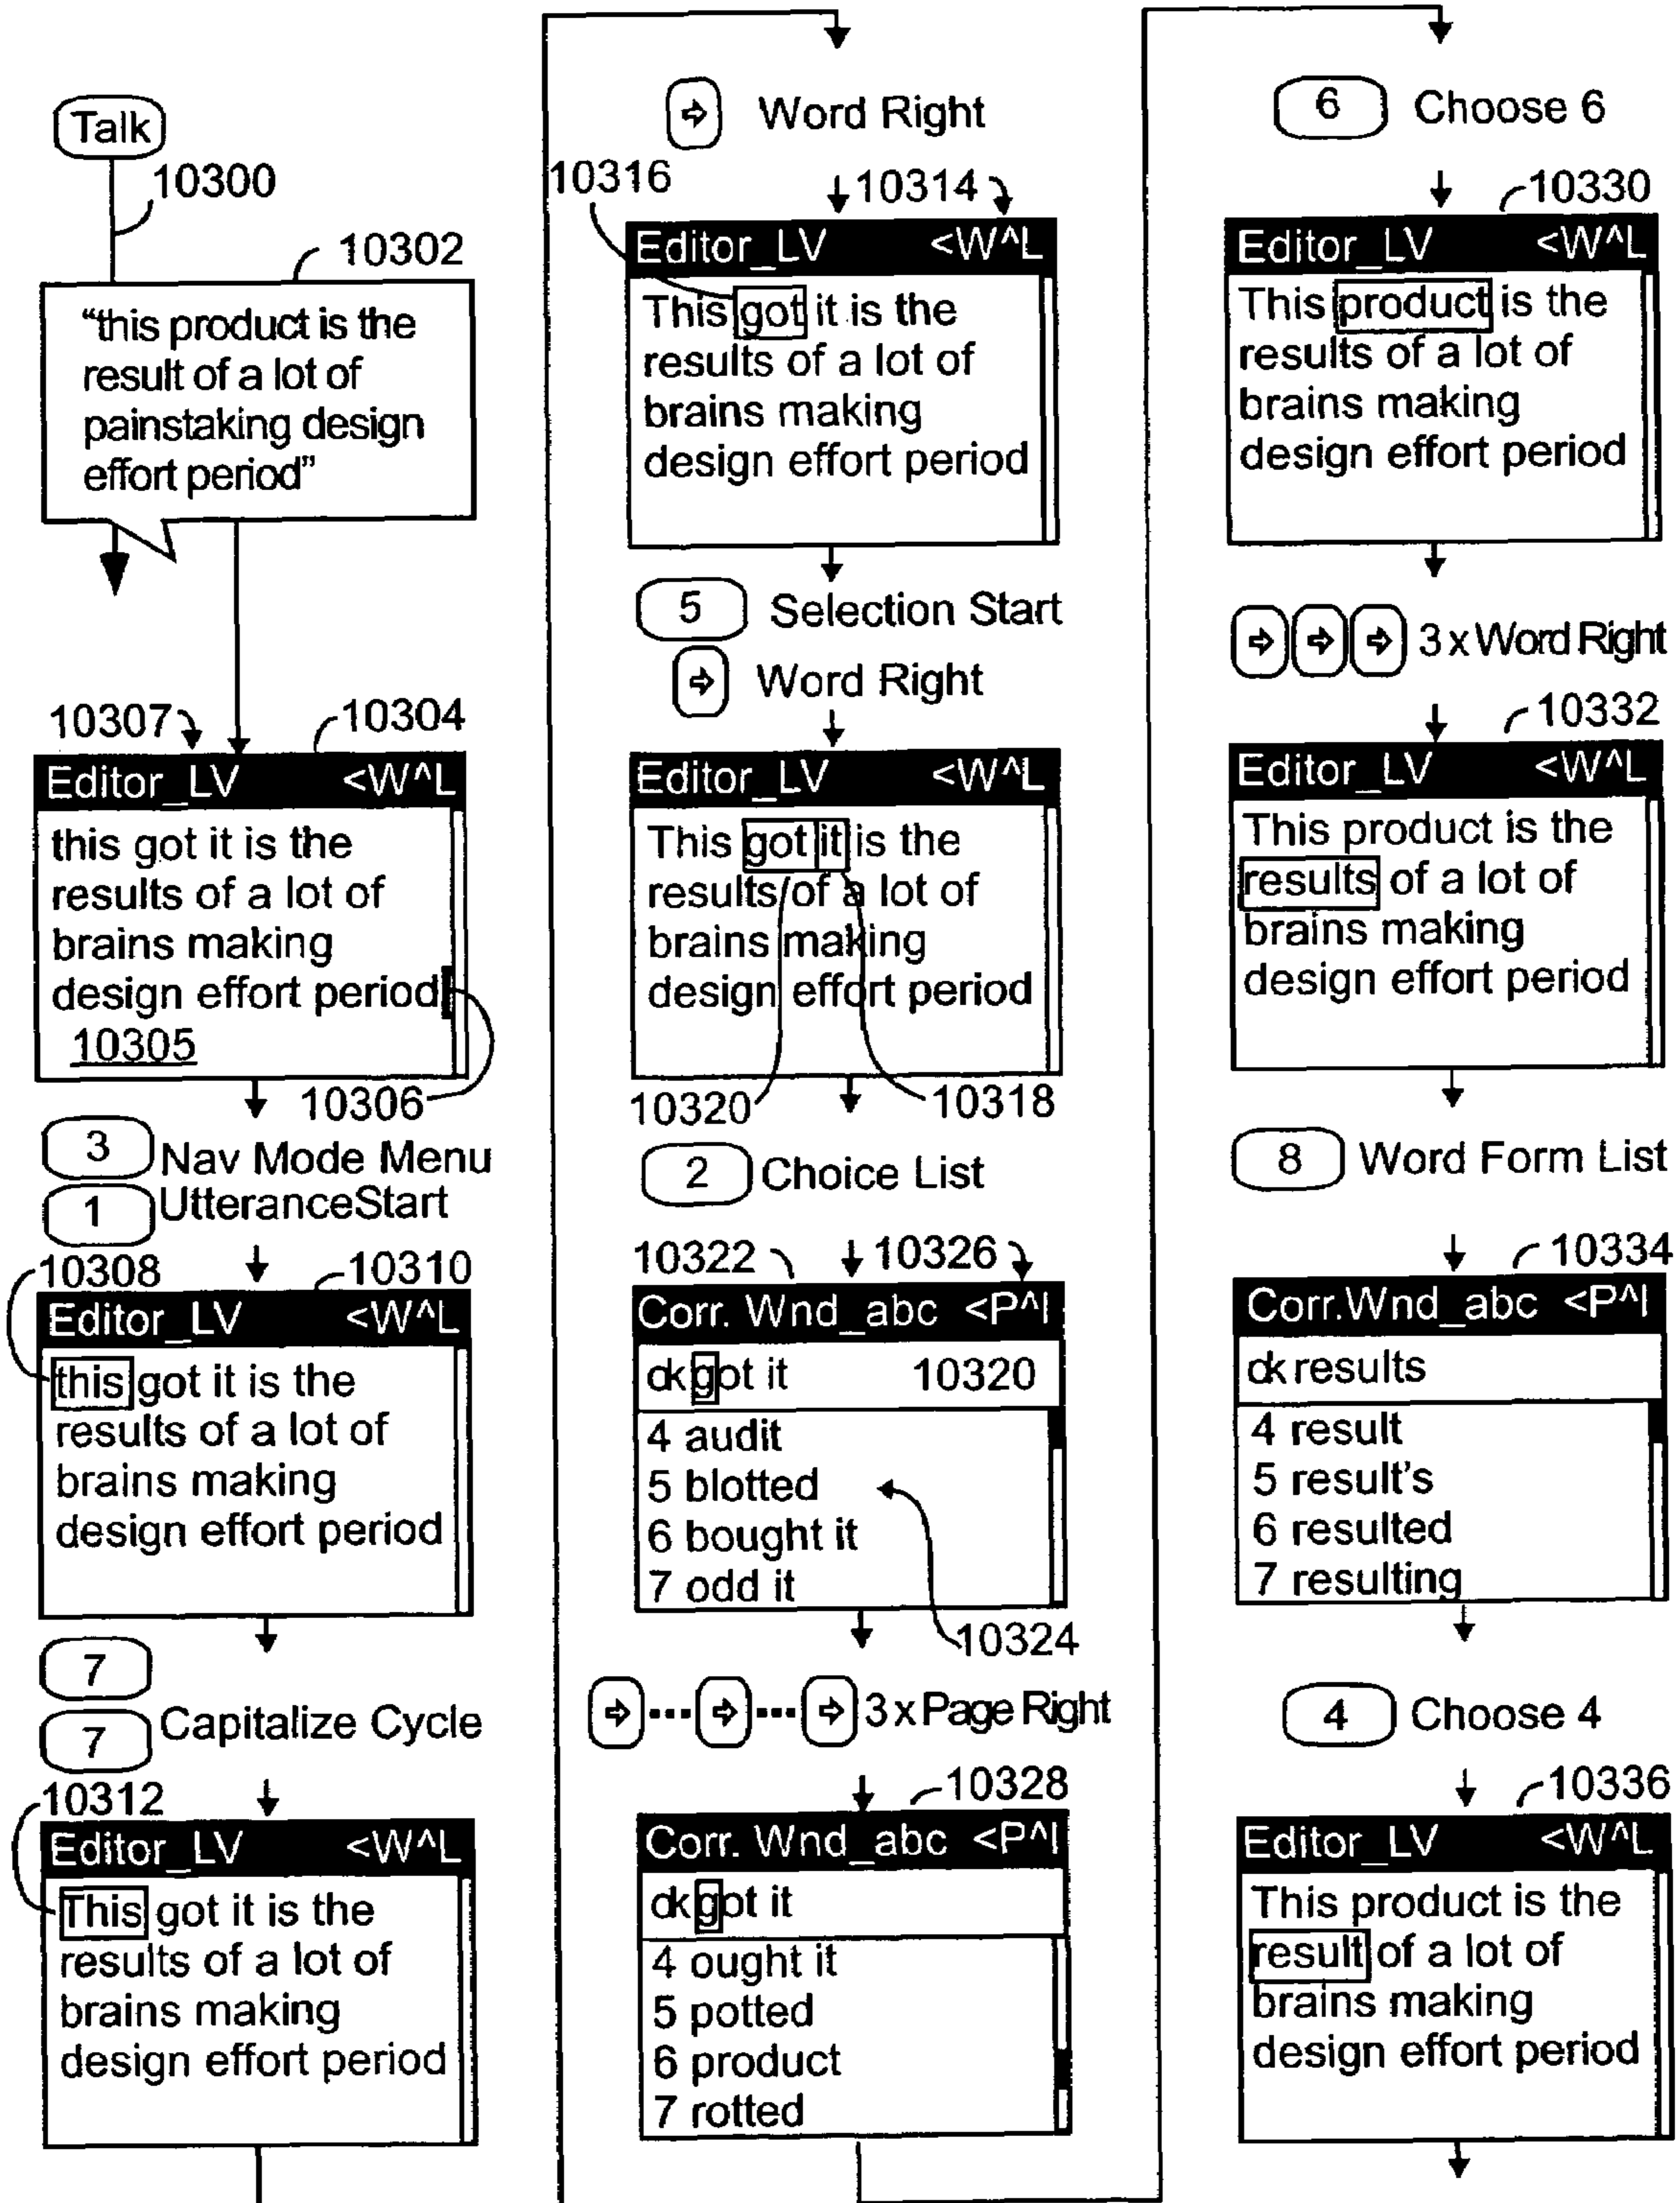 Talk
10300
10302
“this product is the
result of a lot of
painstaking design
effort period”
10307
10304
Editor_LV <W^L
this got it is the
results of a lot of
brains making
design effort period
10305
10306
3 Nav Mode Menu
1 UtteranceStart
10308
10310
Editor_LV <W^L
this got it is the
results of a lot of
brains making
design effort period
7
7 Capitalize Cycle
10312
Editor_LV <W^L
This got it is the
results of a lot of
brains making
design effort period
⇨ Word Right
10316
10314
Editor_LV <W^L
This got it is the
results of a lot of
brains making
design effort period
5 Selection Start
⇨ Word Right
Editor_LV <W^L
This got it is the
results of a lot of
brains making
design effort period
10320
10318
2 Choice List
10322
10326
Corr. Wnd_abc <P^I
ck got it 10320
4 audit
5 blotted
6 bought it
7 odd it
10324
⇨...⇨...⇨ 3 x Page Right
10328
Corr. Wnd_abc <P^I
ck got it
4 ought it
5 potted
6 product
7 rotted
6 Choose 6
10330
Editor_LV <W^L
This product is the
results of a lot of
brains making
design effort period
⇨⇨⇨ 3 x Word Right
10332
Editor_LV <W^L
This product is the
results of a lot of
brains making
design effort period
8 Word Form List
10334
Corr.Wnd_abc <P^I
ck results
4 result
5 result's
6 resulted
7 resulting
4 Choose 4
10336
Editor_LV <W^L
This product is the
result of a lot of
brains making
design effort period